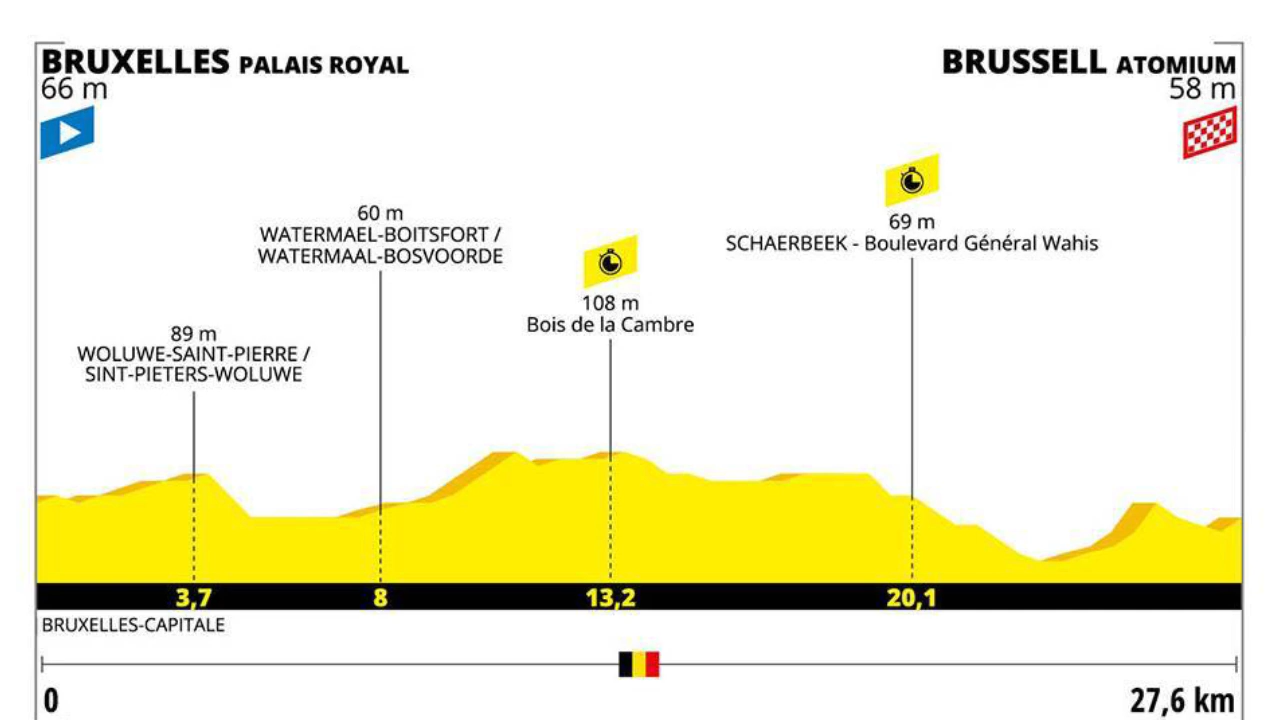 BRUXELLES PALAIS ROYAL
66 m
BRUSSELL ATOMIUM
58 m
89 m
WOLUWE-SAINT-PIERRE /
SINT-PIETERS-WOLUWE
60 m
WATERMAEL-BOITSFORT /
WATERMAAL-BOSVOORDE
108 m
Bois de la Cambre
69 m
SCHAERBEEK - Boulevard Général Wahis
3,7
8
13,2
20,1
BRUXELLES-CAPITALE
0
27,6 km